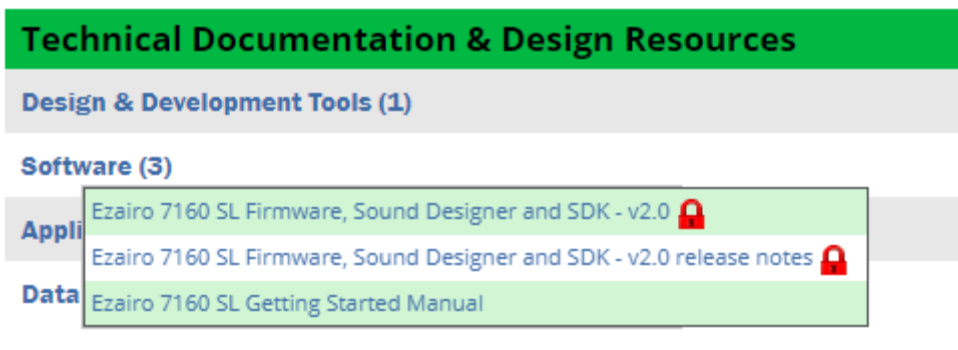 Technical Documentation & Design Resources
Design & Development Tools (1)
Software (3)
Ezairo 7160 SL Firmware, Sound Designer and SDK - v2.0
Appli
Ezairo 7160 SL Firmware, Sound Designer and SDK - v2.0 release notes
Data
Ezairo 7160 SL Getting Started Manual